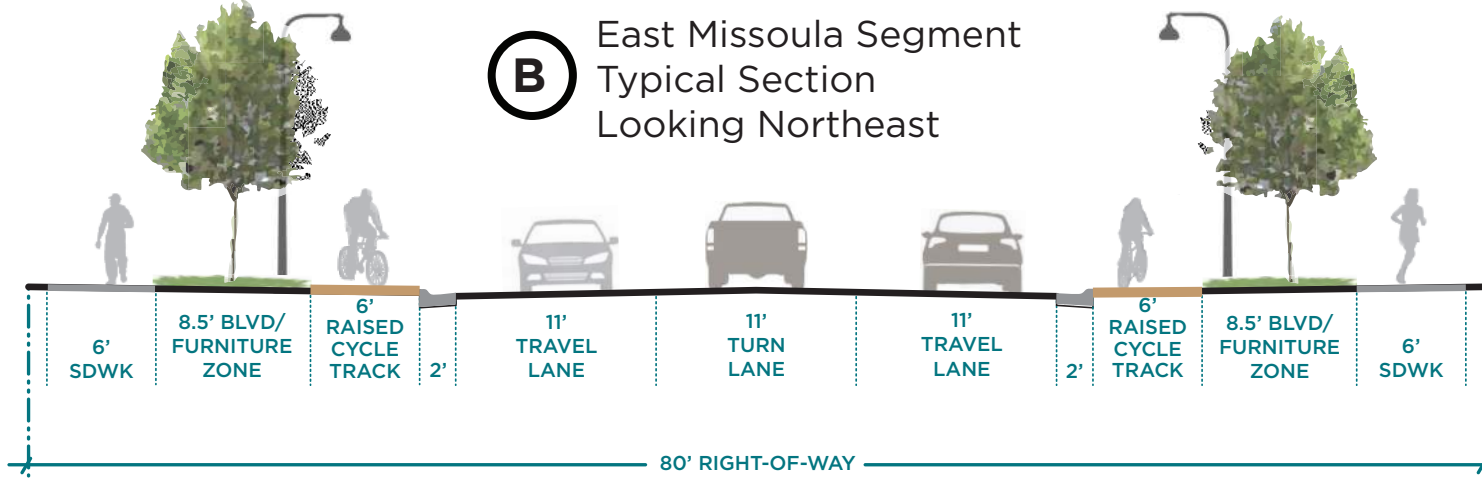 B
East Missoula Segment
Typical Section
Looking Northeast
6’
SDWK
8.5’ BLVD/
FURNITURE
ZONE
6’
RAISED
CYCLE
TRACK
2’
11’
TRAVEL
LANE
11’
TURN
LANE
11’
TRAVEL
LANE
2’
6’
RAISED
CYCLE
TRACK
8.5’ BLVD/
FURNITURE
ZONE
6’
SDWK
80’ RIGHT-OF-WAY